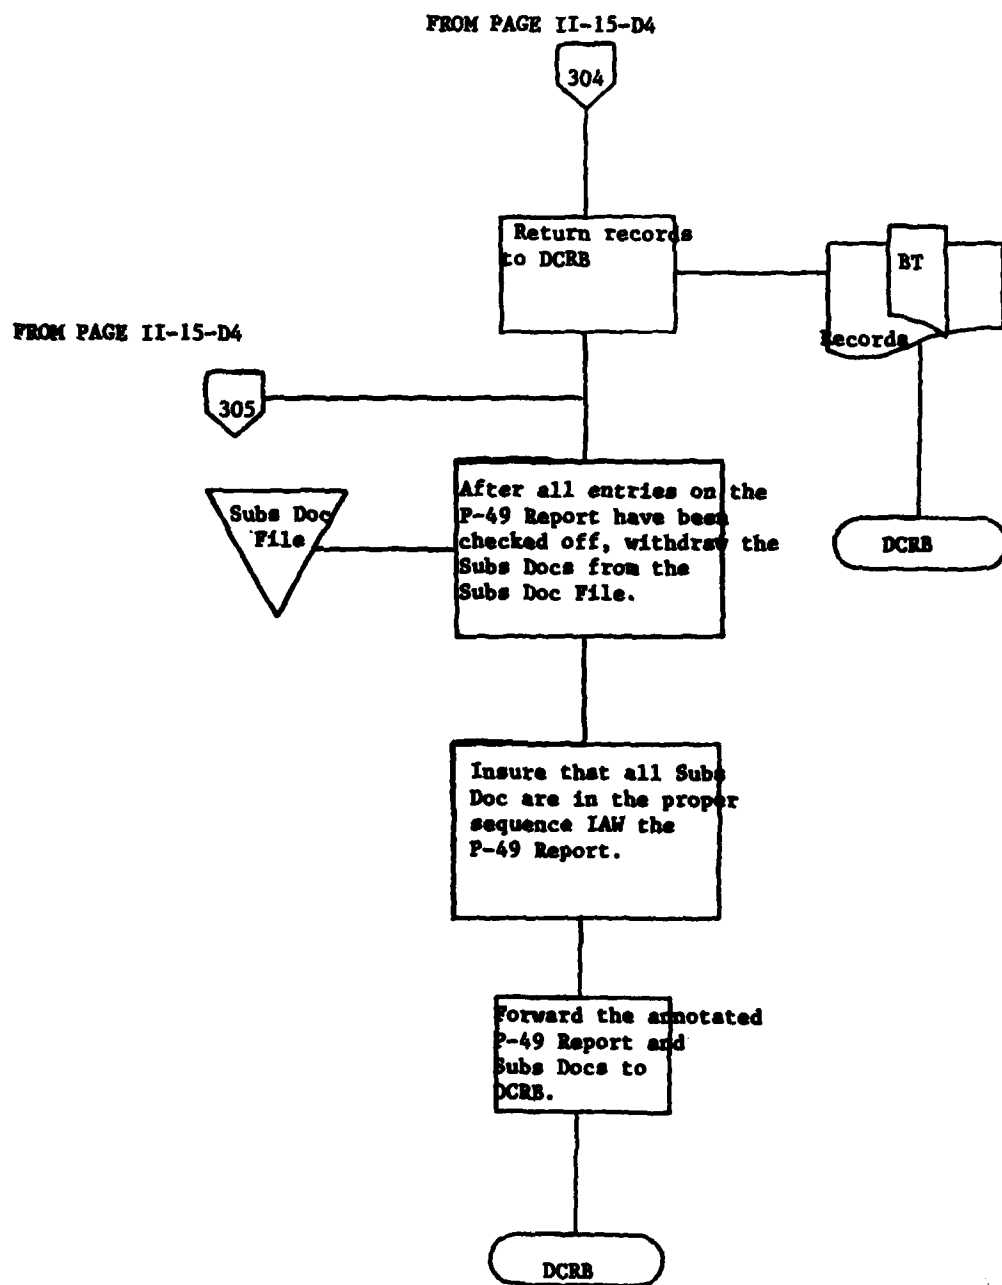 FROM PAGE II-15-D4
304
Return records
to DCRB
BT
Records
FROM PAGE II-15-D4
305
DCRB
Subs Doc
File
After all entries on the
P-49 Report have been
checked off, withdraw the
Subs Docs from the
Subs Doc File.
Insure that all Subs
Doc are in the proper
sequence IAW the
P-49 Report.
Forward the annotated
P-49 Report and
Subs Docs to
DCRB.
DCRB